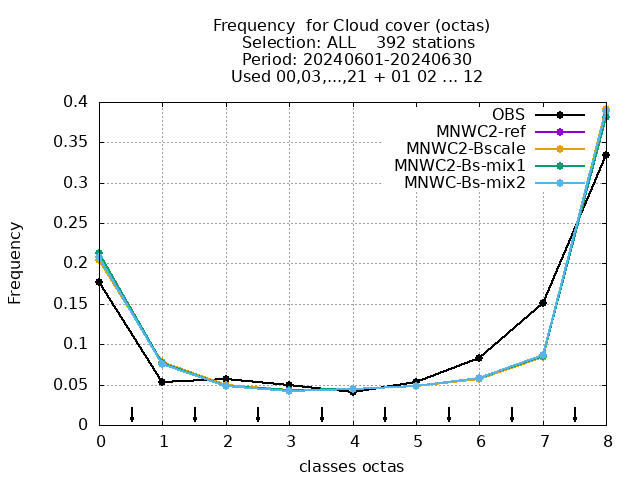 Frequency  for Cloud cover (octas)
Selection: ALL    392 stations
Period: 20240601-20240630
Used 00,03,...,21 + 01 02 ... 12
0.4
0.35
0.3
0.25
0.2
0.15
0.1
0.05
0
Frequency
OBS
MNWC2-ref
MNWC2-Bscale
MNWC2-Bs-mix1
MNWC-Bs-mix2
0 1 2 3 4 5 6 7 8
classes octas